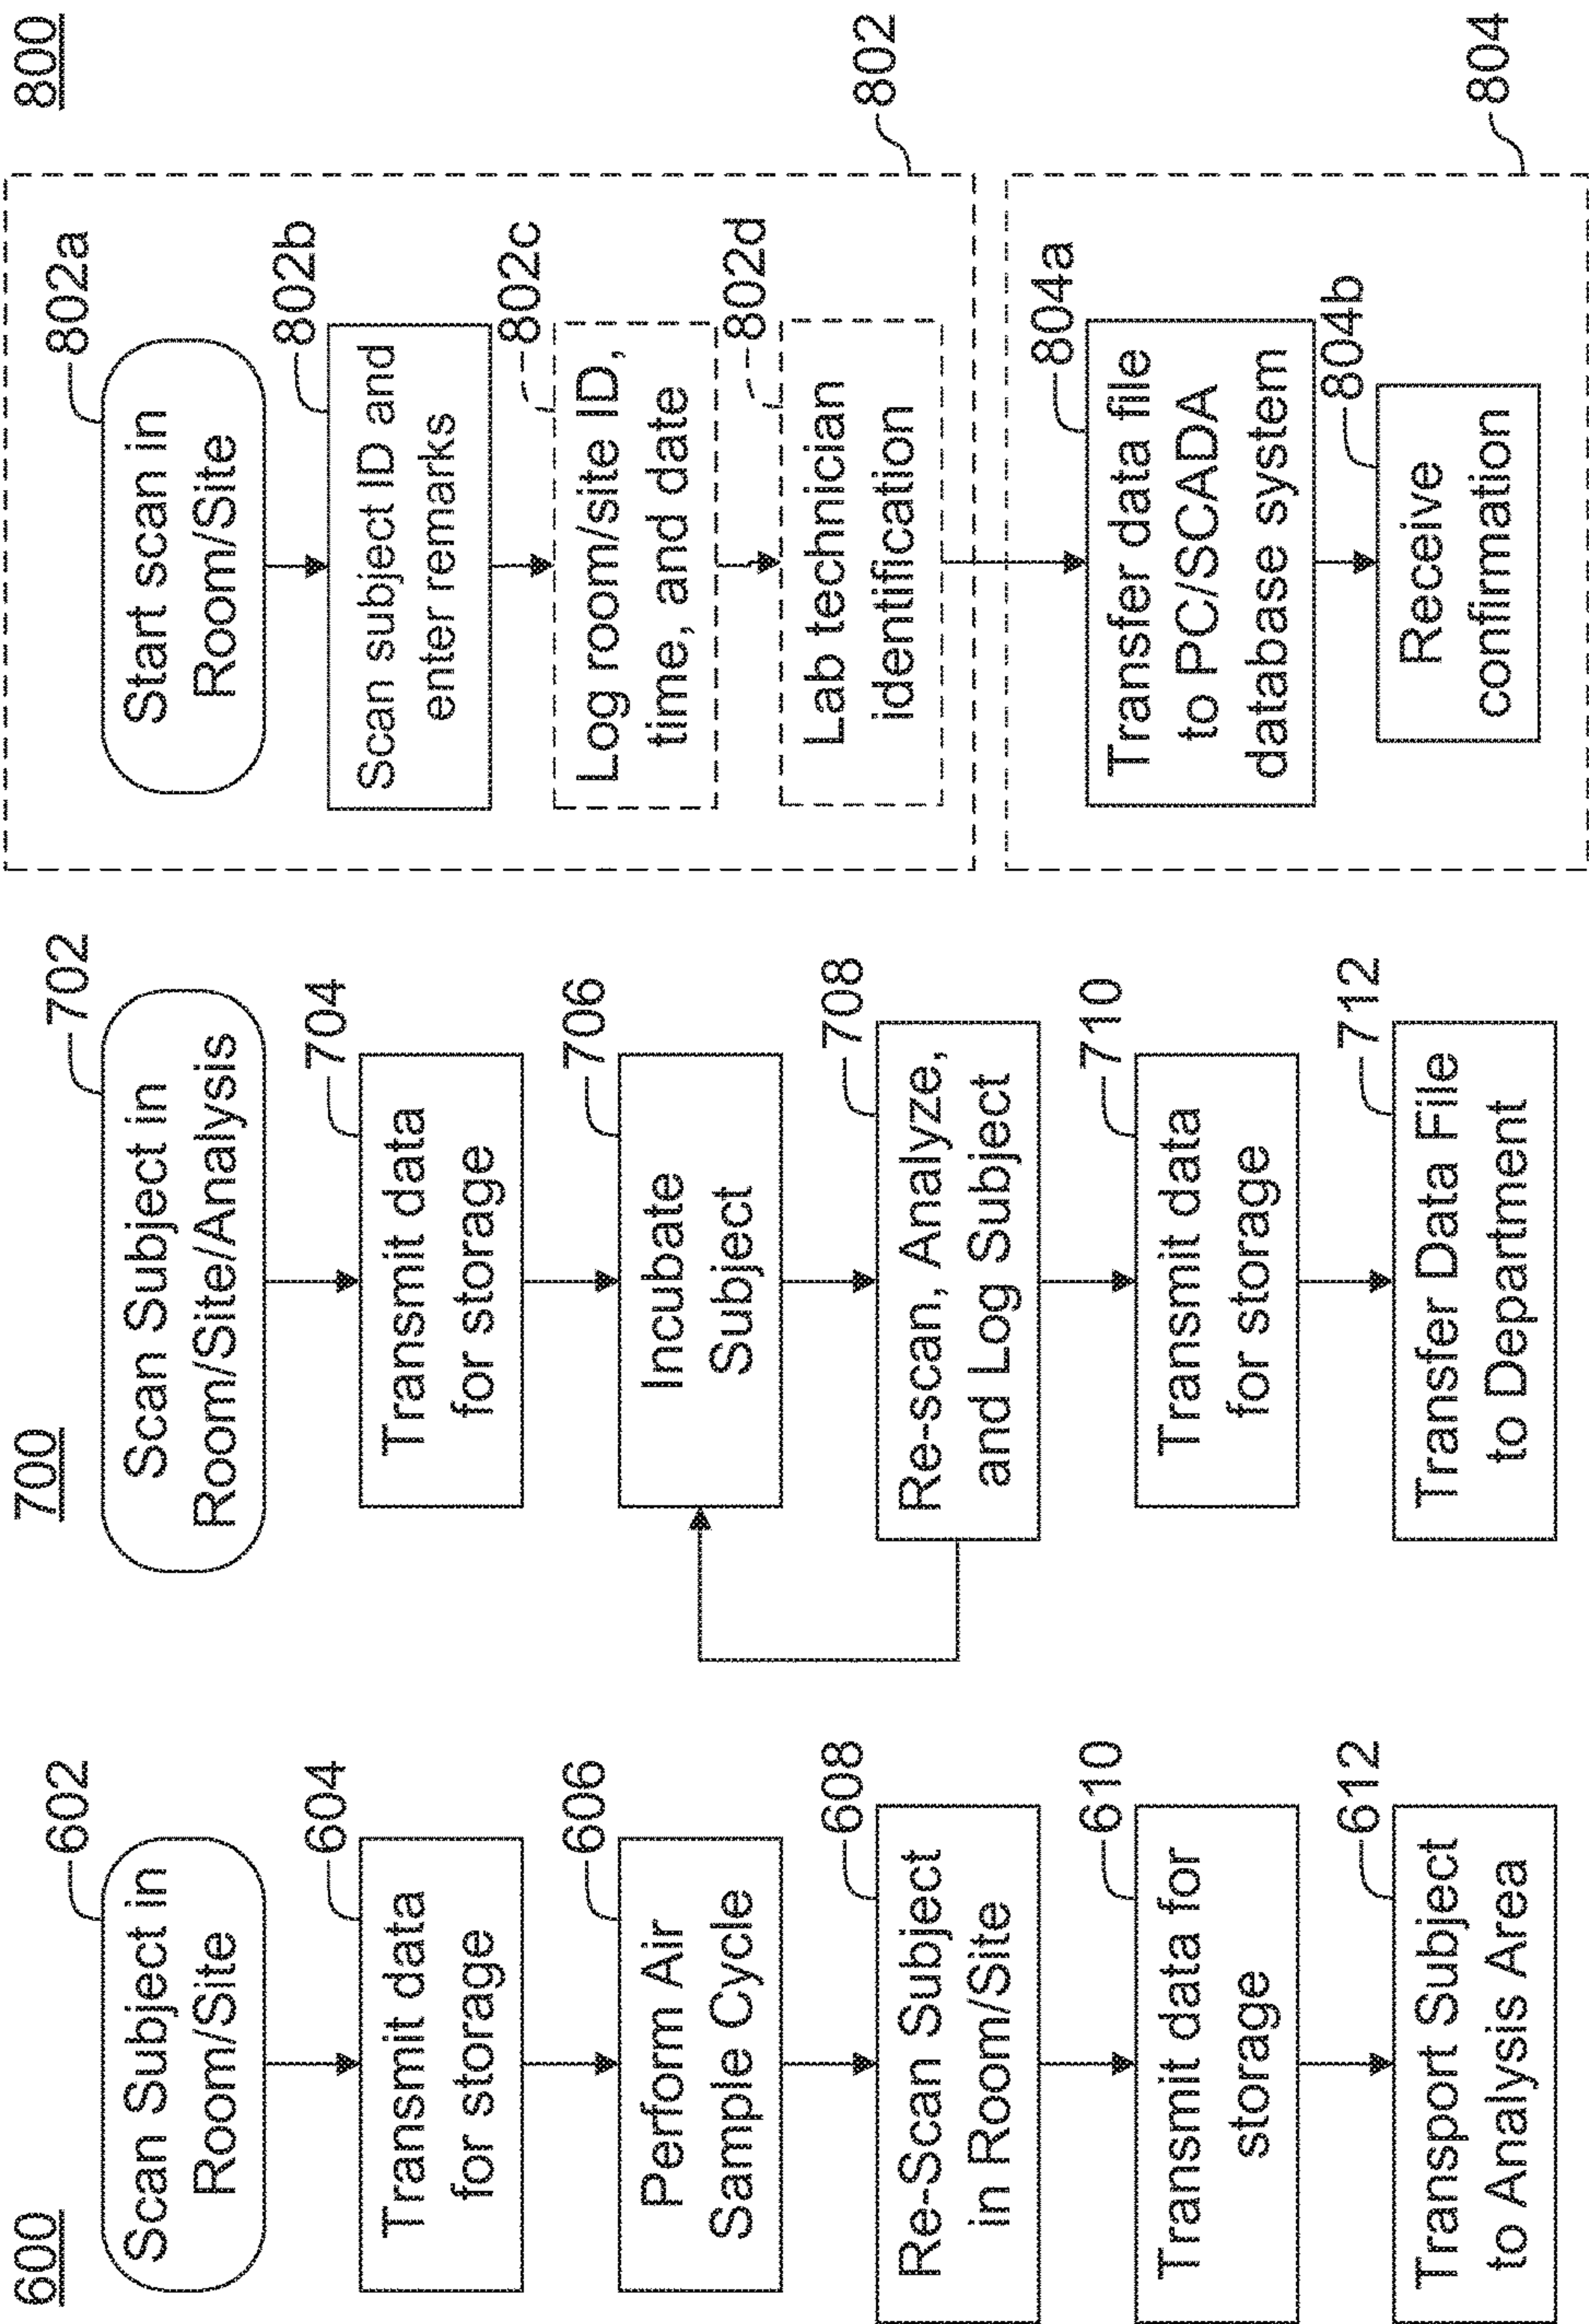 600
602
Scan Subject in
Room/Site
604
Transmit data
for storage
606
Perform Air
Sample Cycle
608
Re-Scan Subject
in Room/Site
610
Transmit data for
storage
612
Transport Subject
to Analysis Area
700
702
Scan Subject in
Room/Site/Analysis
704
Transmit data
for storage
706
Incubate
Subject
708
Re-scan, Analyze,
and Log Subject
710
Transmit data
for storage
712
Transfer Data File
to Department
800
802a
Start scan in
Room/Site
802b
Scan subject ID and
enter remarks
802c
Log room/site ID,
time, and date
802d
Lab technician
identification
802
804a
Transfer data file
to PC/SCADA
database system
804b
Receive
confirmation
804